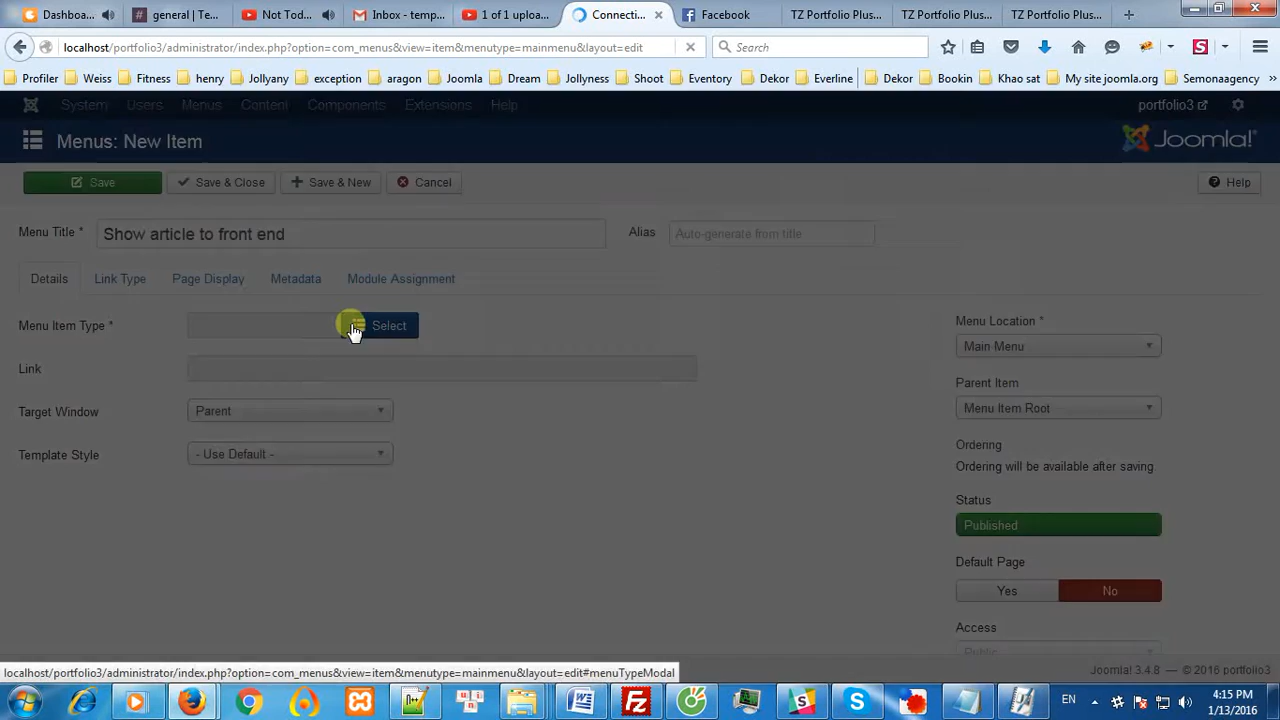 Dashboa...
general | Te...
Not Tod...
Inbox - temp...
1 of 1 uploa...
Connecti...
Facebook
TZ Portfolio Plus...
TZ Portfolio Plus...
TZ Portfolio Plus...
localhost/portfolio3/administrator/index.php?option=com_menus&view=item&menutype=mainmenu&layout=edit
Search
Profiler
Weiss
Fitness
henry
Jollyany
exception
aragon
Joomla
Dream
Jollyness
Shoot
Eventory
Dekor
Everline
Dekor
Bookin
Khao sat
My site joomla.org
Semonaagency
System
Users
Menus
Content
Components
Extensions
Help
portfolio3
Menus: New Item
Joomla!
Save
Save & Close
Save & New
Cancel
Help
Menu Title *
Show article to front end
Alias
Auto-generate from title
Details
Link Type
Page Display
Metadata
Module Assignment
Menu Item Type *
Select
Link
Target Window
Parent
Template Style
- Use Default -
Menu Location *
Main Menu
Parent Item
Menu Item Root
Ordering
Ordering will be available after saving
Status
Published
Default Page
Yes
No
Access
Public
localhost/portfolio3/administrator/index.php?option=com_menus&view=item&menutype=mainmenu&layout=edit#menuTypeModal
Joomla! 3.4.8 — © 2016 portfolio3
EN
4:15 PM
1/13/2016